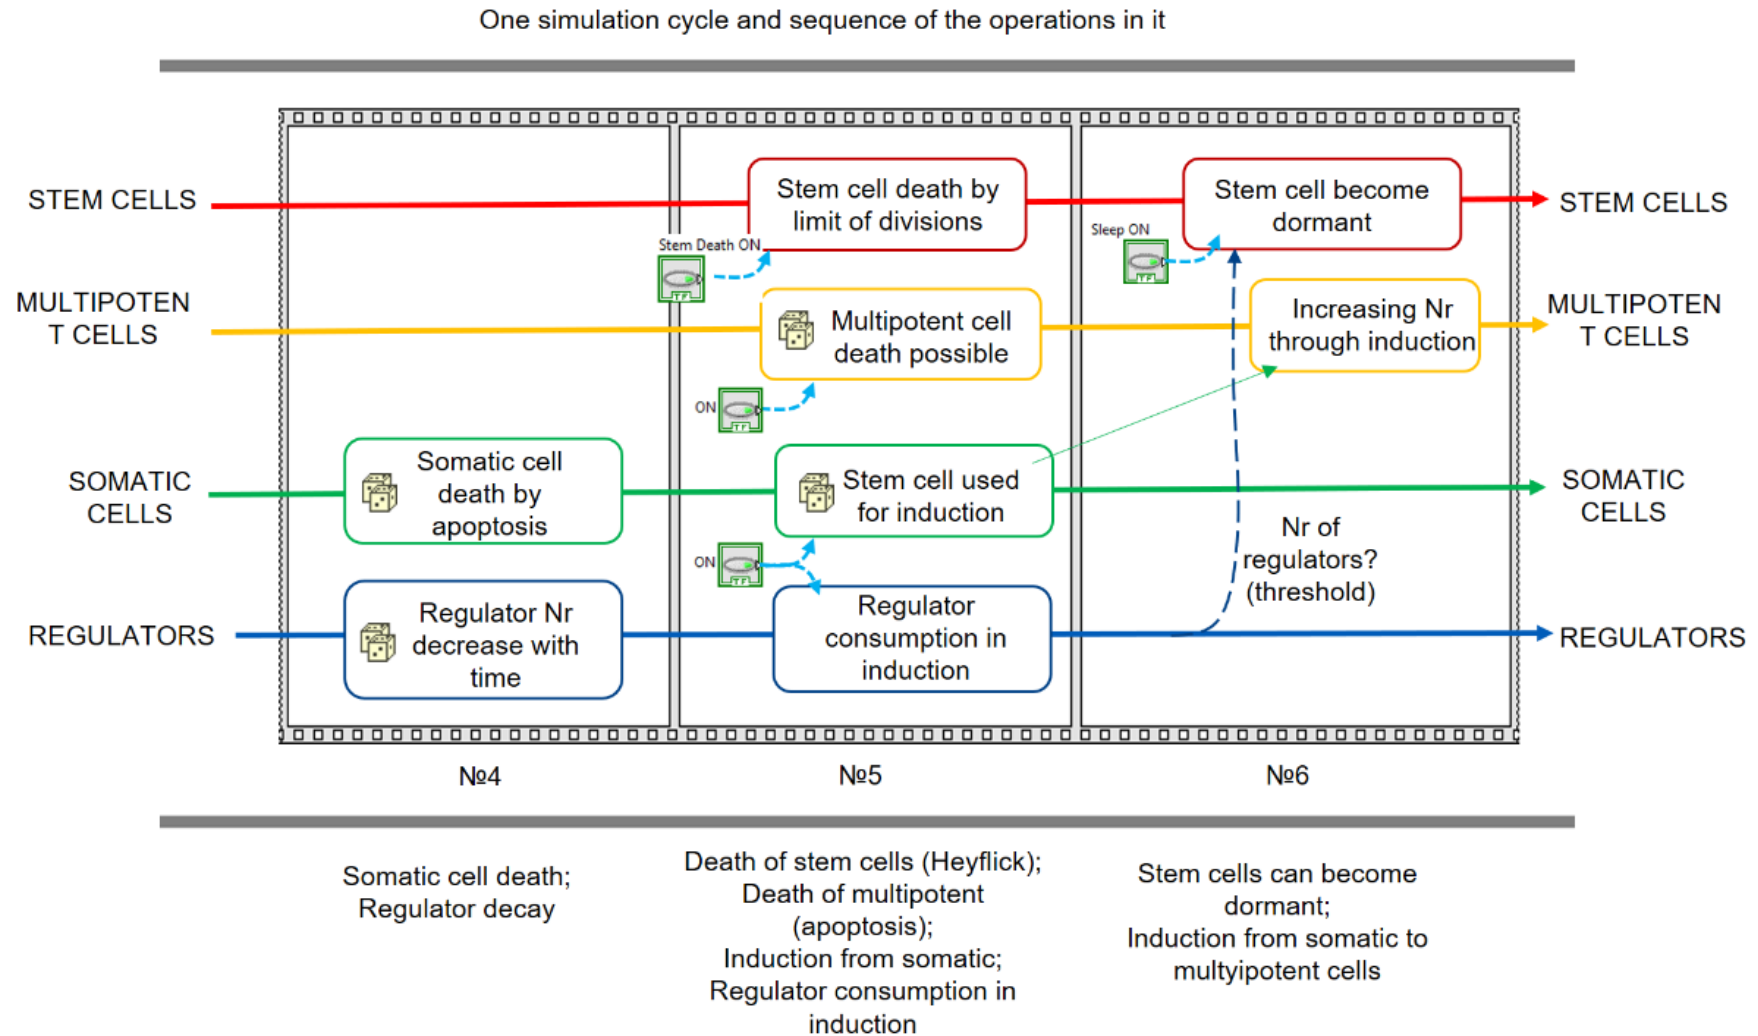 One simulation cycle and sequence of the operations in it
STEM CELLS
Stem cell death by
limit of divisions
Stem cell become
dormant
STEM CELLS
Stem Death ON
TF
Sleep ON
TF
MULTIPOTEN
T CELLS
Multipotent cell
death possible
Increasing Nr
through induction
MULTIPOTEN
T CELLS
ON
TF
SOMATIC
CELLS
Somatic cell
death by
apoptosis
Stem cell used
for induction
SOMATIC
CELLS
ON
TF
Nr of
regulators?
(threshold)
REGULATORS
Regulator Nr
decrease with
time
Regulator
consumption in
induction
REGULATORS
№4
№5
№6
Somatic cell death;
Regulator decay
Death of stem cells (Heyflick);
Death of multipotent
(apoptosis);
Induction from somatic;
Regulator consumption in
induction
Stem cells can become
dormant;
Induction from somatic to
multyipotent cells